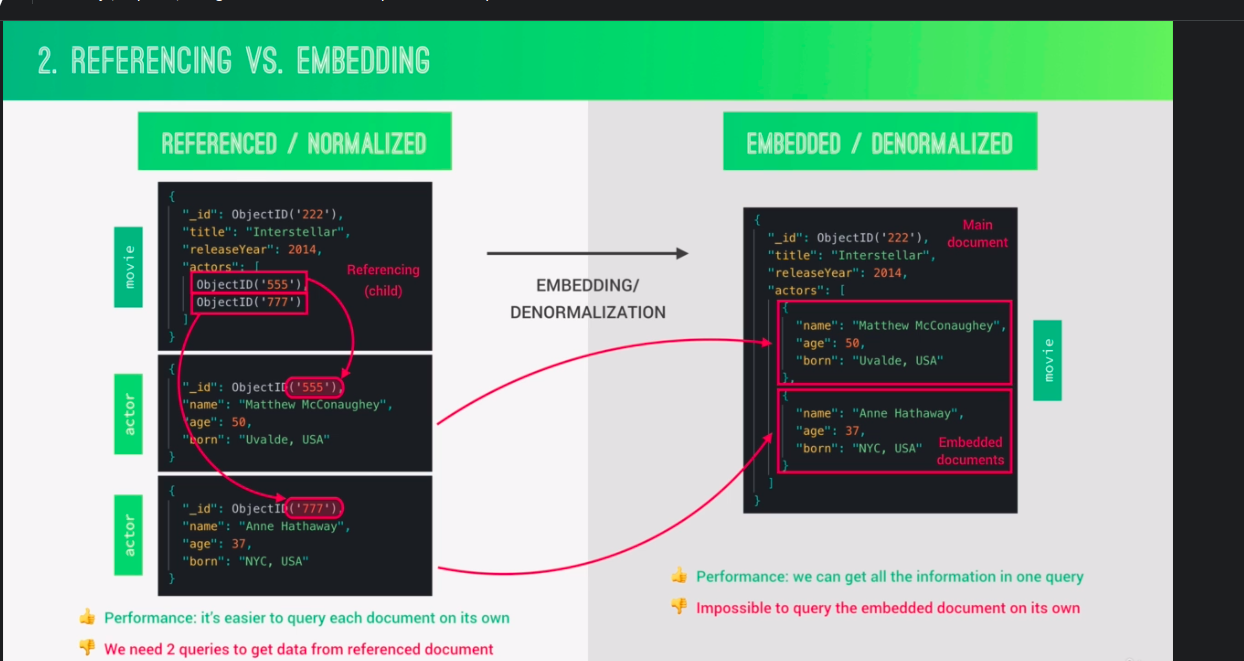 2. REFERENCING VS. EMBEDDING
REFERENCED / NORMALIZED
movie
{
"_id": ObjectID('222'),
"title": "Interstellar",
"releaseYear": 2014,
"actors": [
ObjectID('555'),
ObjectID('777')
]
}
Referencing
(child)
actor
{
"_id": ObjectID('555'),
"name": "Matthew McConaughey",
"age": 50,
"born": "Uvalde, USA"
}
actor
{
"_id": ObjectID('777'),
"name": "Anne Hathaway",
"age": 37,
"born": "NYC, USA"
}
👍 Performance: it's easier to query each document on its own
👎 We need 2 queries to get data from referenced document
EMBEDDING/
DENORMALIZATION
EMBEDDED / DENORMALIZED
{
"_id": ObjectID('222'),
"title": "Interstellar",
"releaseYear": 2014,
"actors": [
{
"name": "Matthew McConaughey",
"age": 50,
"born": "Uvalde, USA"
},
{
"name": "Anne Hathaway",
"age": 37,
"born": "NYC, USA"
}
]
}
Main
document
Embedded
documents
movie
👍 Performance: we can get all the information in one query
👎 Impossible to query the embedded document on its own